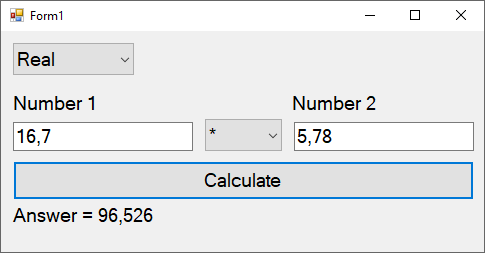 Form1
Real
Number 1 Number 2
16,7 * 5,78
Calculate
Answer = 96,526